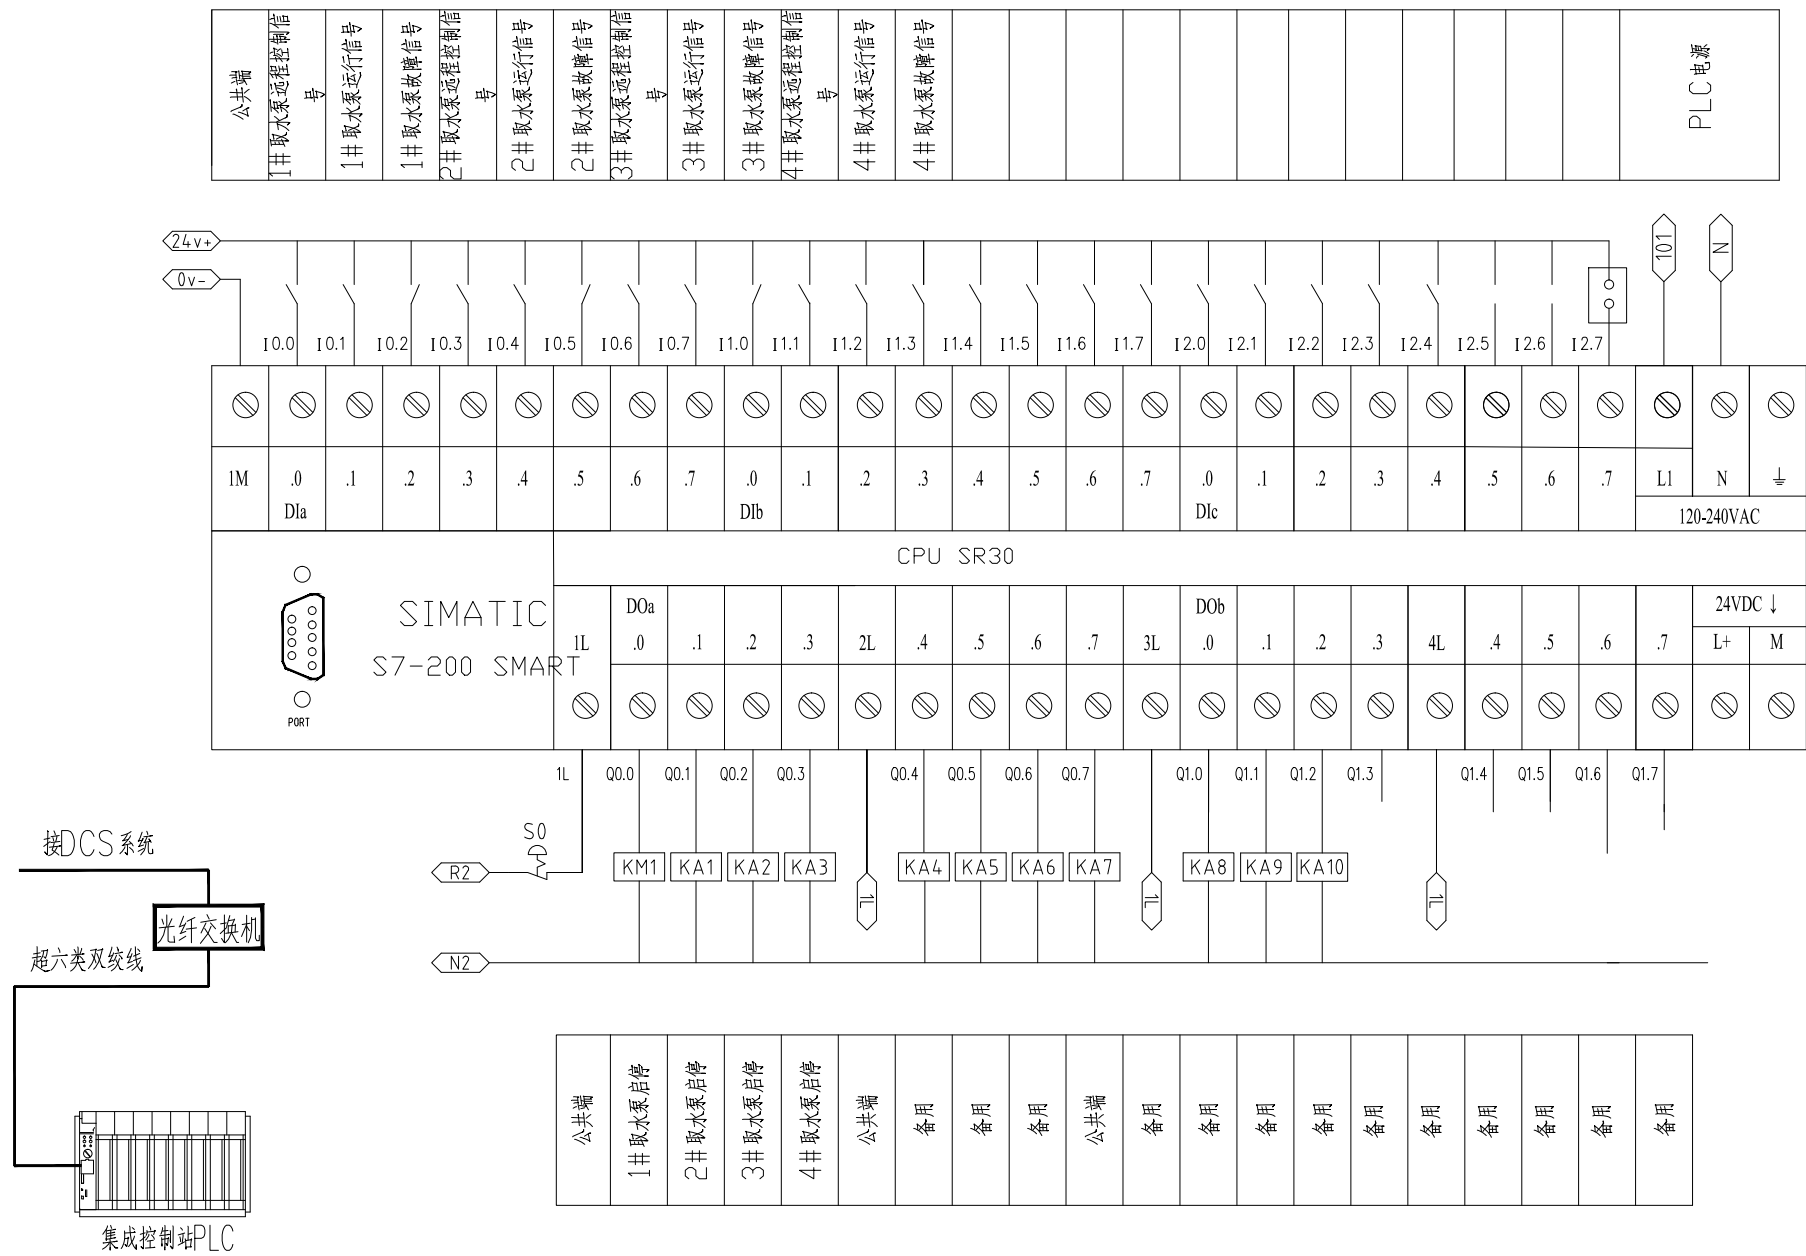 公共端
1#取水泵远程控制信号
1#取水泵运行信号
1#取水泵故障信号
2#取水泵远程控制信号
2#取水泵运行信号
2#取水泵故障信号
3#取水泵远程控制信号
3#取水泵运行信号
3#取水泵故障信号
4#取水泵远程控制信号
4#取水泵运行信号
4#取水泵故障信号
PLC电源
24v+
0v-
101
N
I0.0 I0.1 I0.2 I0.3 I0.4 I0.5 I0.6 I0.7 I1.0 I1.1 I1.2 I1.3 I1.4 I1.5 I1.6 I1.7 I2.0 I2.1 I2.2 I2.3 I2.4 I2.5 I2.6 I2.7
1M .0 .1 .2 .3 .4 .5 .6 .7 .0 .1 .2 .3 .4 .5 .6 .7 .0 .1 .2 .3 .4 .5 .6 .7 L1 N
DIa DIb DIc 120-240VAC
CPU SR30
SIMATIC
S7-200 SMART
PORT
DOa DOb 24VDC ↓
1L .0 .1 .2 .3 2L .4 .5 .6 .7 3L .0 .1 .2 .3 4L .4 .5 .6 .7 L+ M
1L Q0.0 Q0.1 Q0.2 Q0.3 Q0.4 Q0.5 Q0.6 Q0.7 Q1.0 Q1.1 Q1.2 Q1.3 Q1.4 Q1.5 Q1.6 Q1.7
S0
R2 KM1 KA1 KA2 KA3 KA4 KA5 KA6 KA7 KA8 KA9 KA10
1L 1L 1L
N2
接DCS系统
光纤交换机
超六类双绞线
集成控制站PLC
公共端
1#取水泵启停
2#取水泵启停
3#取水泵启停
4#取水泵启停
公共端
备用
备用
备用
公共端
备用
备用
备用
备用
备用
备用
备用
备用
备用
备用